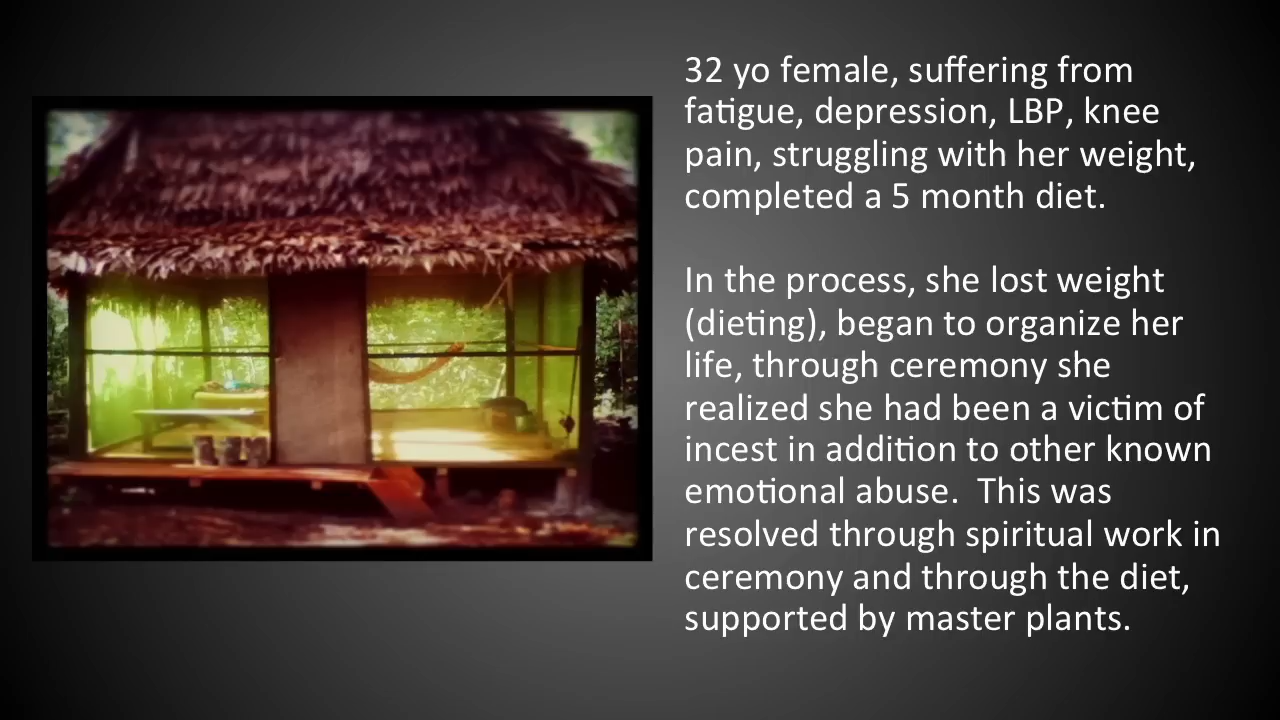 32 yo female, suffering from
fatigue, depression, LBP, knee
pain, struggling with her weight,
completed a 5 month diet.
In the process, she lost weight
(dieting), began to organize her
life, through ceremony she
realized she had been a victim of
incest in addition to other known
emotional abuse.  This was
resolved through spiritual work in
ceremony and through the diet,
supported by master plants.